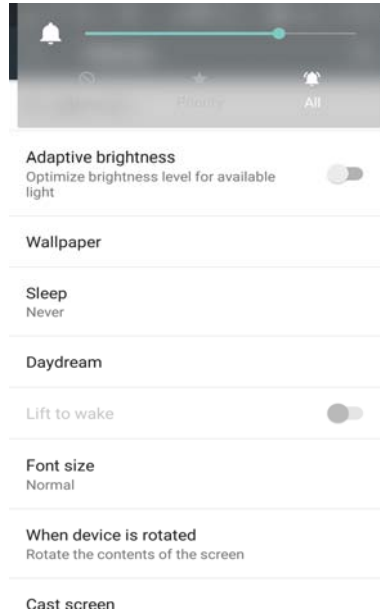 Priority
All
Adaptive brightness
Optimize brightness level for available
light
Wallpaper
Sleep
Never
Daydream
Lift to wake
Font size
Normal
When device is rotated
Rotate the contents of the screen
Cast screen